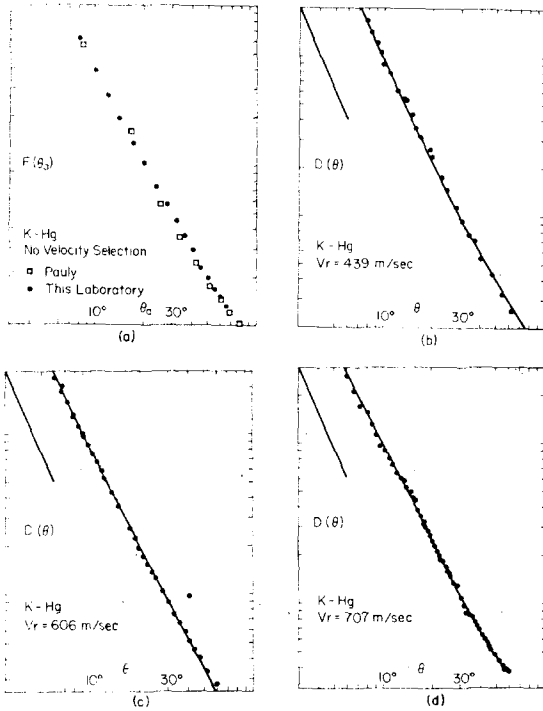 F(θa)
K-Hg
No Velocity Selection
□ Pauly
• This Laboratory
10° θa 30°
(a)
D(θ)
K-Hg
Vr = 439 m/sec
10° θ 30°
(b)
D(θ)
K-Hg
Vr = 606 m/sec
10° θ 30°
(c)
D(θ)
K-Hg
Vr = 707 m/sec
10° θ 30°
(d)